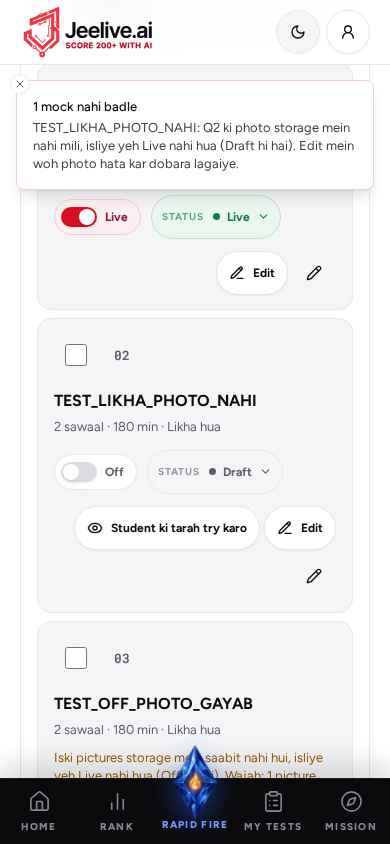 Jeelive.ai
SCORE 200+ WITH AI
1 mock nahi badle
TEST_LIKHA_PHOTO_NAHI: Q2 ki photo storage mein
nahi mili, isliye yeh Live nahi hua (Draft hi hai). Edit mein
woh photo hata kar dobara lagaiye.
Live
STATUS Live
Edit
02
TEST_LIKHA_PHOTO_NAHI
2 sawaal · 180 min · Likha hua
Off
STATUS Draft
Student ki tarah try karo
Edit
03
TEST_OFF_PHOTO_GAYAB
2 sawaal · 180 min · Likha hua
Iski pictures storage saabit nahi hui, isliye
yeh Live nahi hua Wajah: 1 picture
HOME
RANK
RAPID FIRE
MY TESTS
MISSION